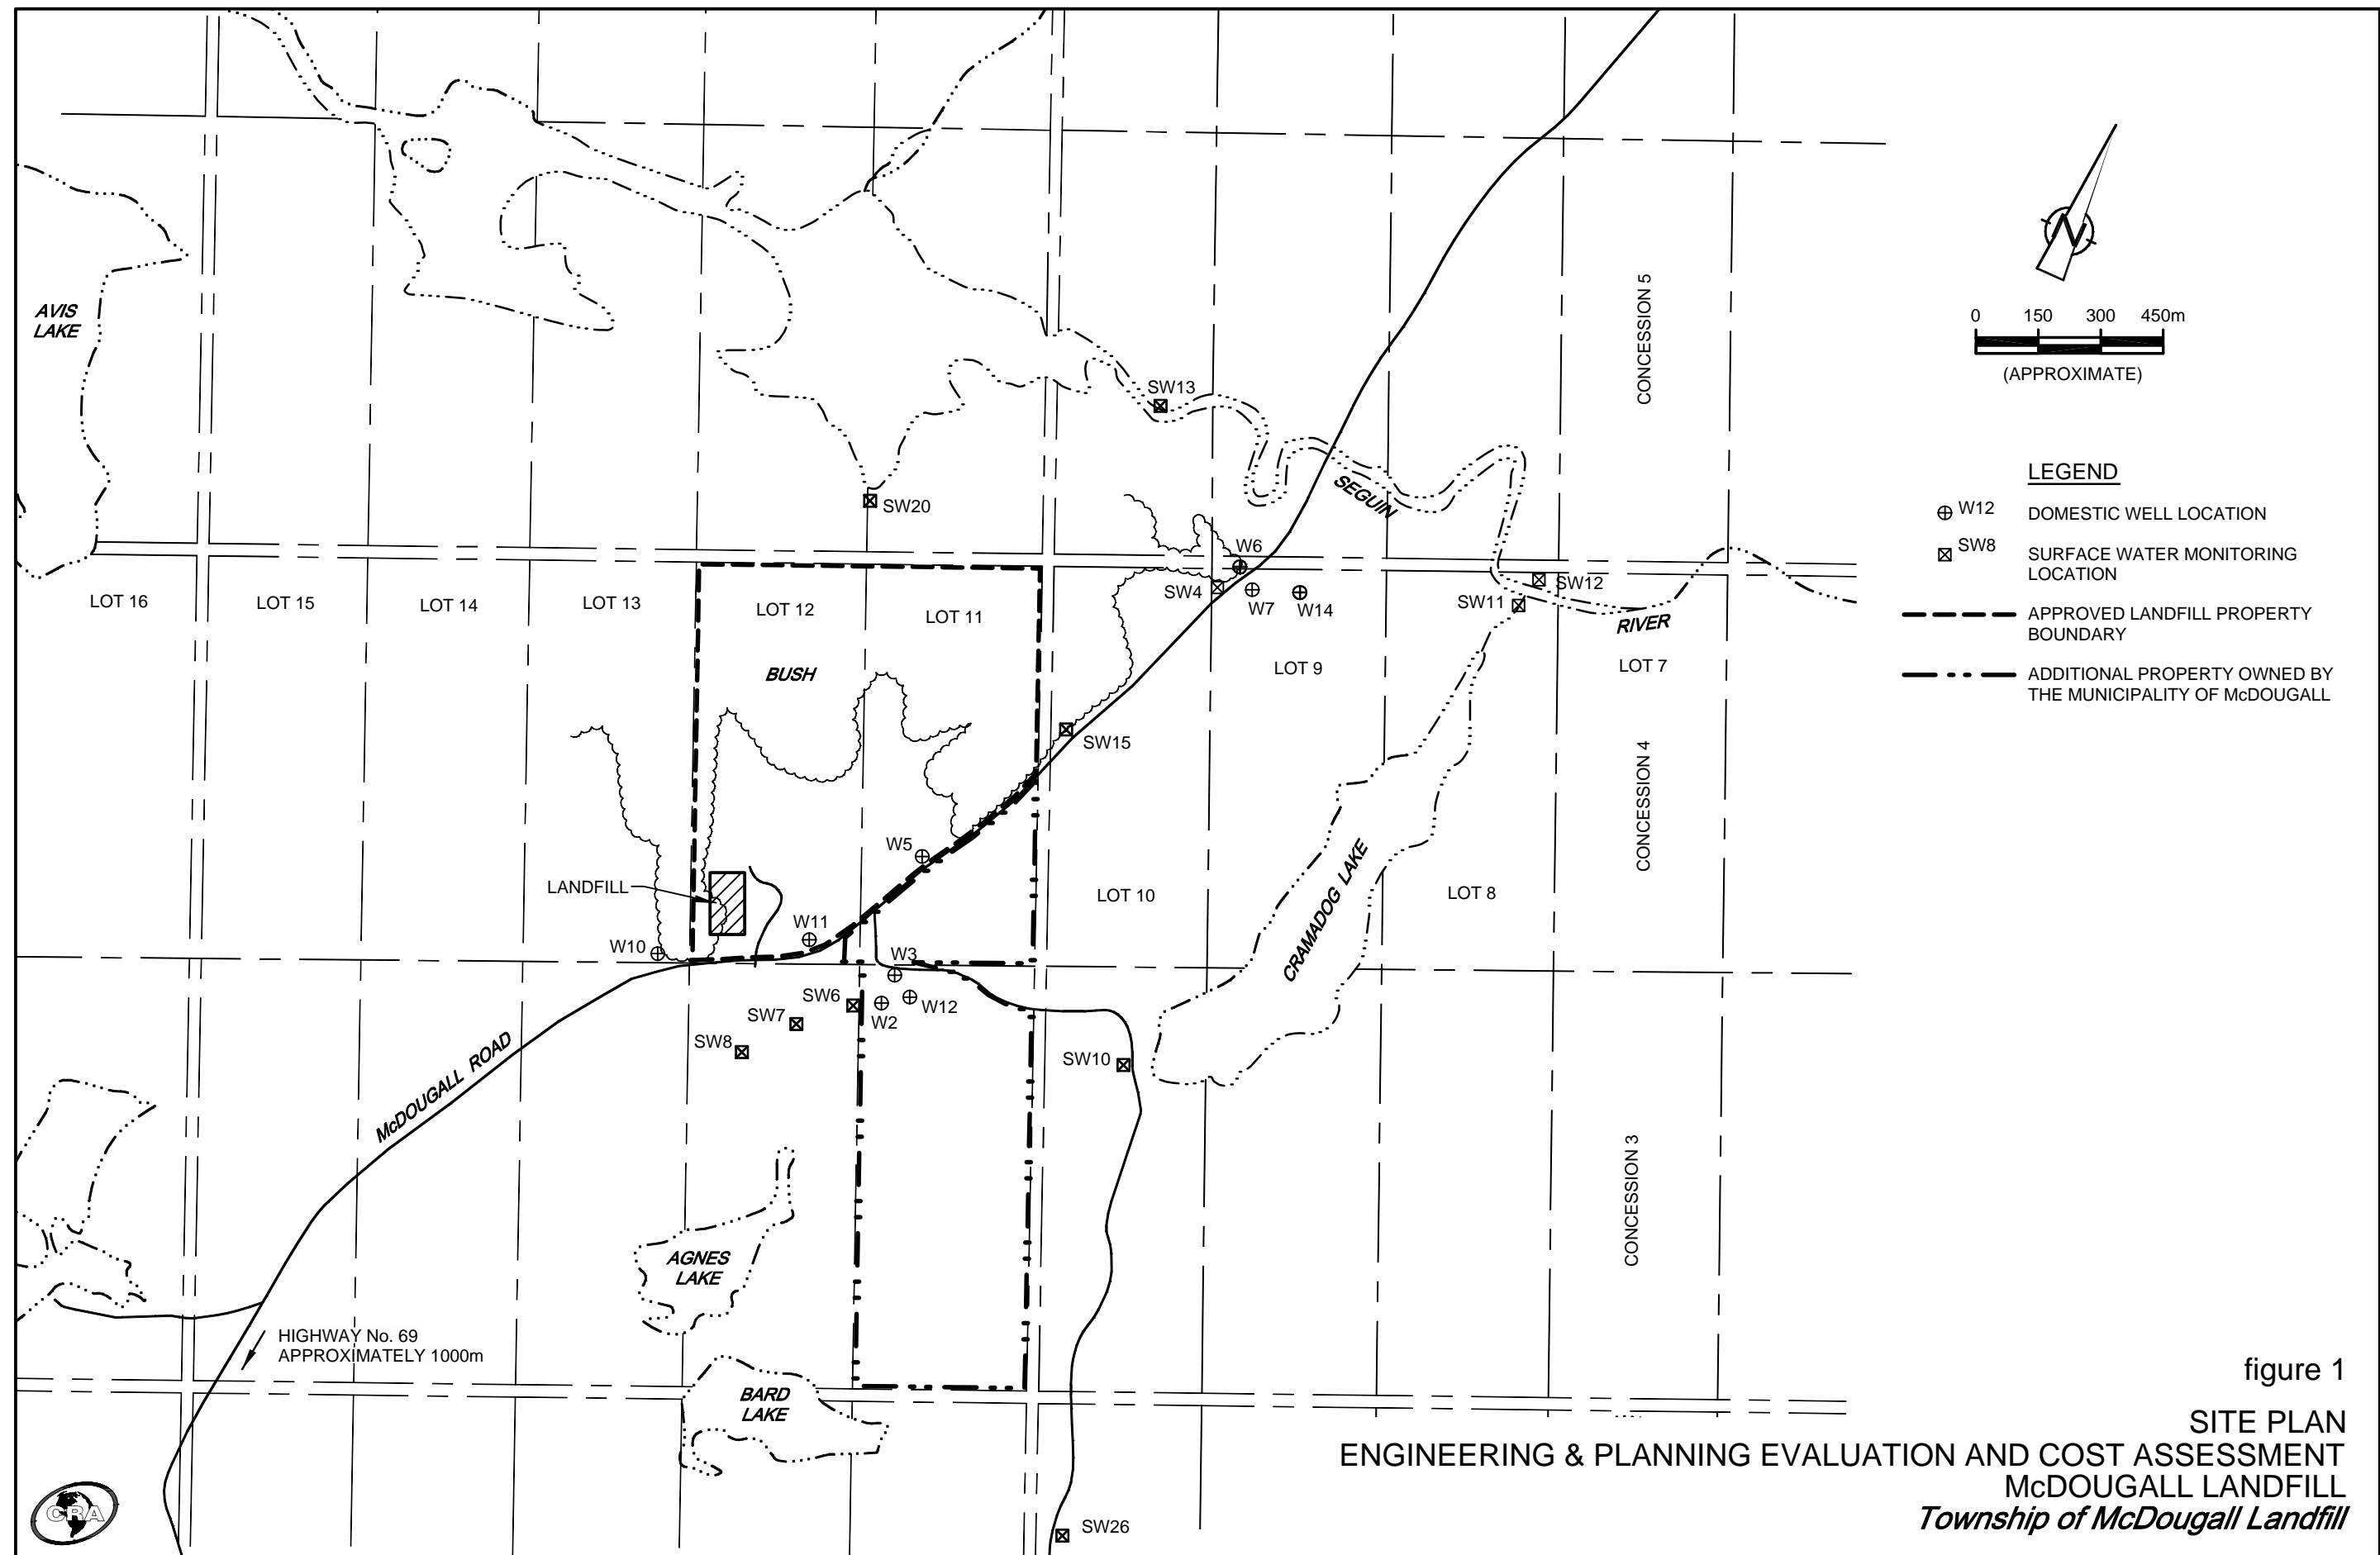 AVIS
LAKE
CONCESSION 5
N
0 150 300 450m
(APPROXIMATE)
SW13
SEGUIN
SW20
LEGEND
W12 DOMESTIC WELL LOCATION
SW8 SURFACE WATER MONITORING
LOCATION
APPROVED LANDFILL PROPERTY
BOUNDARY
ADDITIONAL PROPERTY OWNED BY
THE MUNICIPALITY OF McDOUGALL
W6
SW4
W7
W14
SW12
SW11
RIVER
LOT 16
LOT 15
LOT 14
LOT 13
LOT 12
LOT 11
LOT 9
LOT 7
BUSH
SW15
CONCESSION 4
W5
LANDFILL
LOT 10
CRAMADOG LAKE
LOT 8
W11
W10
W3
SW6
W2
W12
SW7
SW8
SW10
McDOUGALL ROAD
CONCESSION 3
AGNES
LAKE
HIGHWAY No. 69
APPROXIMATELY 1000m
BARD
LAKE
SW26
CRA
figure 1
SITE PLAN
ENGINEERING & PLANNING EVALUATION AND COST ASSESSMENT
McDOUGALL LANDFILL
Township of McDougall Landfill